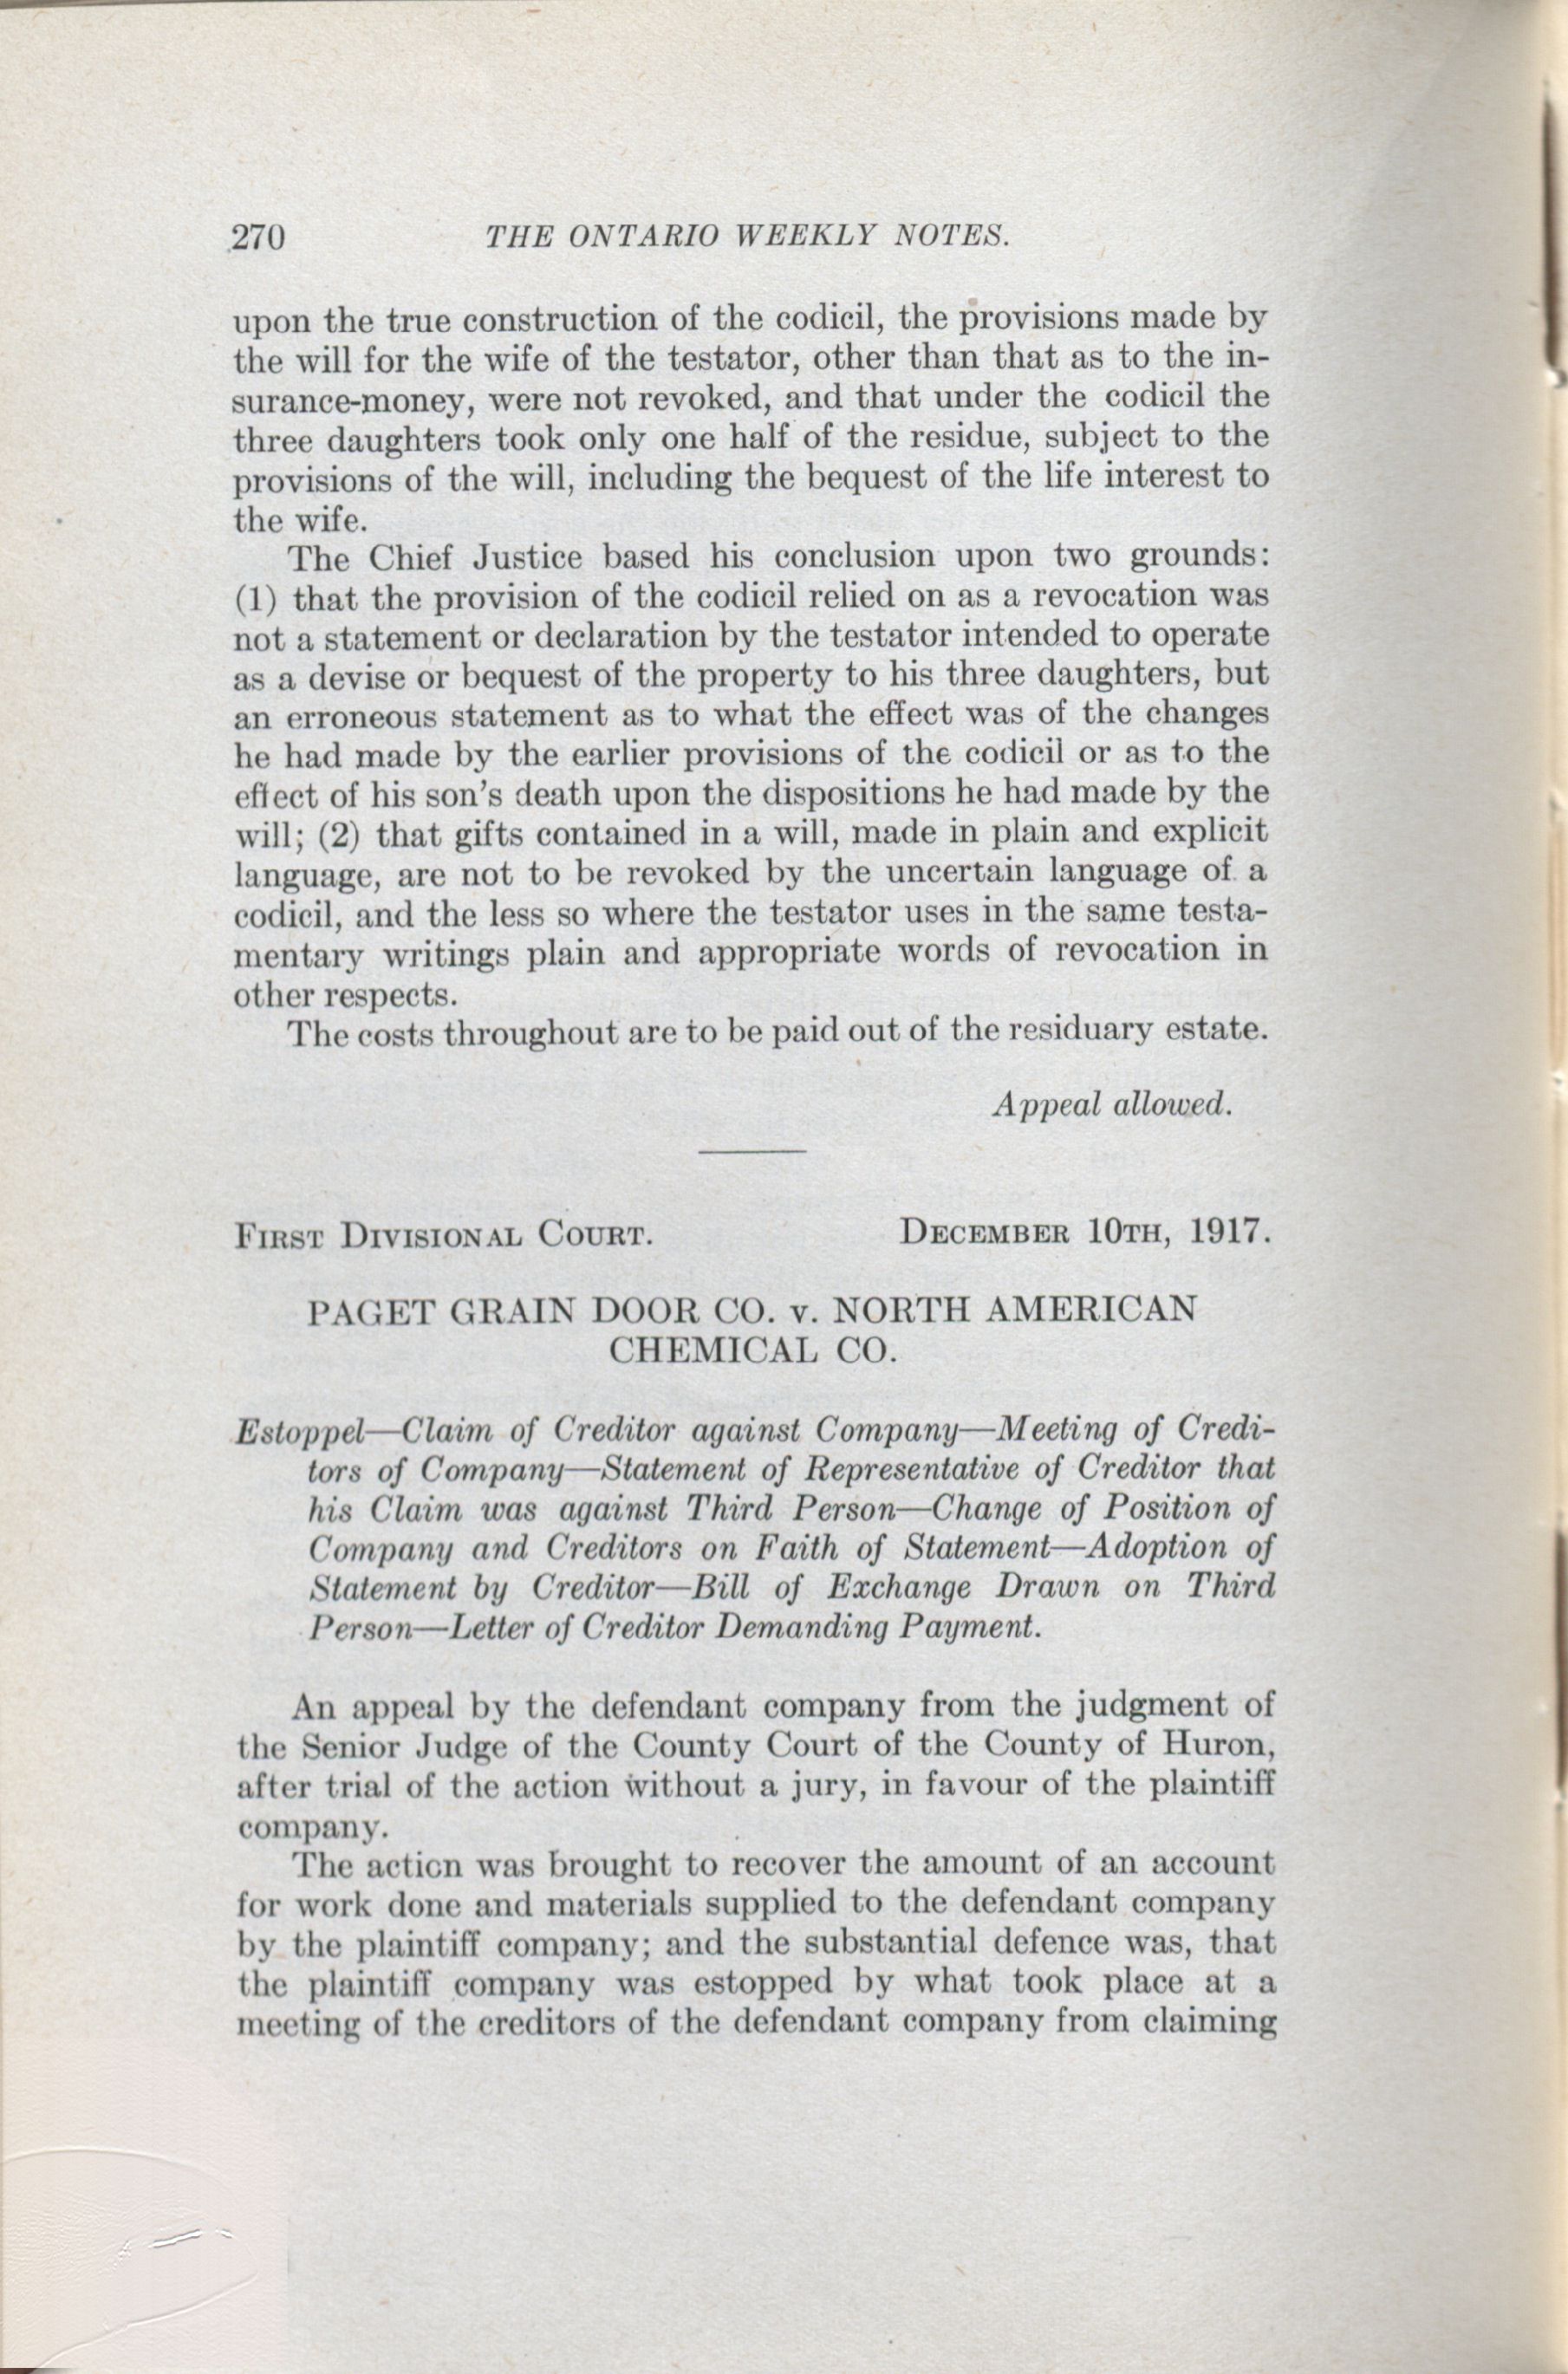 270 THE ONTARIO WEEKLY NOTES.
upon the true construction of the codicil, the provisions made by
the will for the wife of the testator, other than that as to the in-
surance-money, were not revoked, and that under the codicil the
three daughters took only one half of the residue, subject to the
provisions of the will, including the bequest of the life interest to
the wife.
The Chief Justice based his conclusion upon two grounds:
(1) that the provision of the codicil relied on as a revocation was
not a statement or declaration by the testator intended to operate
as a devise or bequest of the property to his three daughters, but
an erroneous statement as to what the effect was of the changes
he had made by the earlier provisions of the codicil or as to the
effect of his son's death upon the dispositions he had made by the
will; (2) that gifts contained in a will, made in plain and explicit
language, are not to be revoked by the uncertain language of a
codicil, and the less so where the testator uses in the same testa-
mentary writings plain and appropriate words of revocation in
other respects.
The costs throughout are to be paid out of the residuary estate.
Appeal allowed.
First Divisional Court. December 10th, 1917.
PAGET GRAIN DOOR CO. v. NORTH AMERICAN
CHEMICAL CO.
Estoppel—Claim of Creditor against Company—Meeting of Credi-
tors of Company—Statement of Representative of Creditor that
his Claim was against Third Person—Change of Position of
Company and Creditors on Faith of Statement—Adoption of
Statement by Creditor—Bill of Exchange Drawn on Third
Person—Letter of Creditor Demanding Payment.
An appeal by the defendant company from the judgment of
the Senior Judge of the County Court of the County of Huron,
after trial of the action without a jury, in favour of the plaintiff
company.
The action was brought to recover the amount of an account
for work done and materials supplied to the defendant company
by the plaintiff company; and the substantial defence was, that
the plaintiff company was estopped by what took place at a
meeting of the creditors of the defendant company from claiming